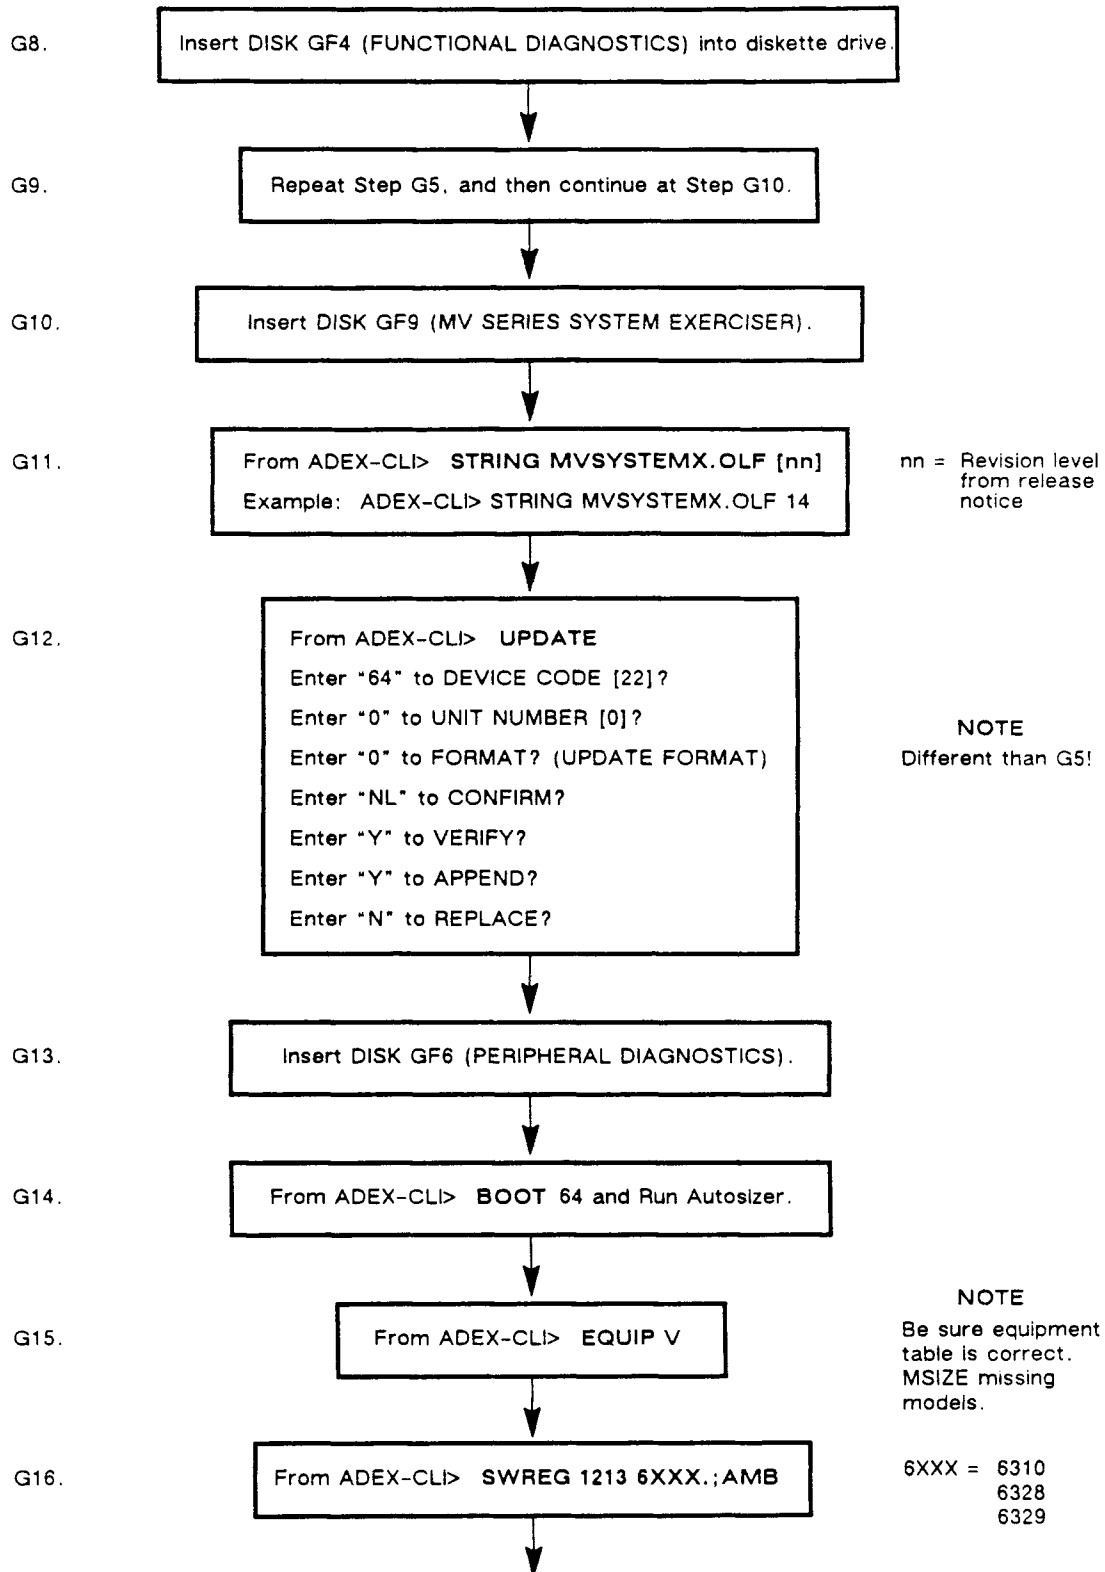 G8.
Insert DISK GF4 (FUNCTIONAL DIAGNOSTICS) into diskette drive.
G9.
Repeat Step G5, and then continue at Step G10.
G10.
Insert DISK GF9 (MV SERIES SYSTEM EXERCISER).
G11.
From ADEX-CLI> STRING MVSYSTEMX.OLF [nn]
Example: ADEX-CLI> STRING MVSYSTEMX.OLF 14
nn = Revision level
from release
notice
G12.
From ADEX-CLI> UPDATE
Enter "64" to DEVICE CODE [22]?
Enter "0" to UNIT NUMBER [0]?
Enter "0" to FORMAT? (UPDATE FORMAT)
Enter "NL" to CONFIRM?
Enter "Y" to VERIFY?
Enter "Y" to APPEND?
Enter "N" to REPLACE?
NOTE
Different than G5!
G13.
Insert DISK GF6 (PERIPHERAL DIAGNOSTICS).
G14.
From ADEX-CLI> BOOT 64 and Run Autosizer.
G15.
From ADEX-CLI> EQUIP V
NOTE
Be sure equipment
table is correct.
MSIZE missing
models.
G16.
From ADEX-CLI> SWREG 1213 6XXX.;AMB
6XXX = 6310
6328
6329